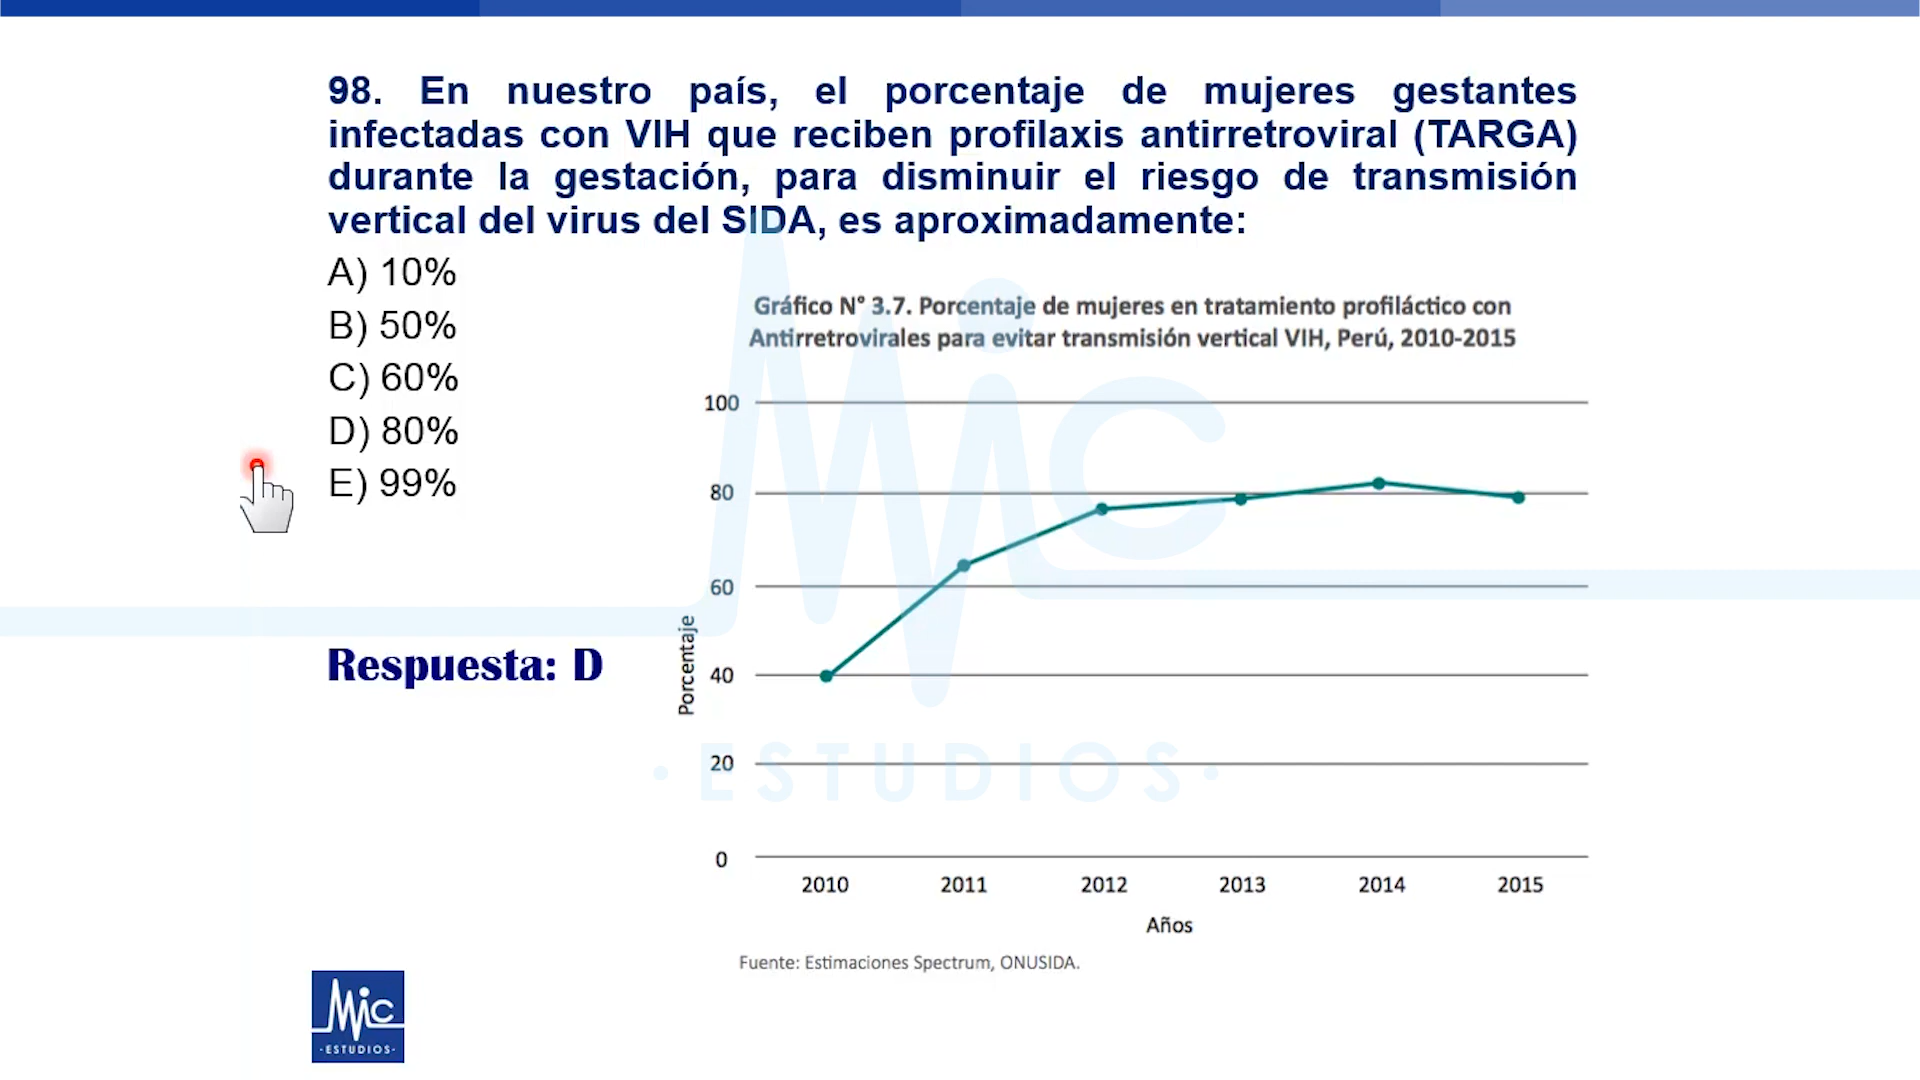 98. En nuestro país, el porcentaje de mujeres gestantes
infectadas con VIH que reciben profilaxis antirretroviral (TARGA)
durante la gestación, para disminuir el riesgo de transmisión
vertical del virus del SIDA, es aproximadamente:
A) 10%
B) 50%
C) 60%
D) 80%
E) 99%
Respuesta: D
Gráfico N° 3.7. Porcentaje de mujeres en tratamiento profiláctico con
Antirretrovirales para evitar transmisión vertical VIH, Perú, 2010-2015
Porcentaje
100
80
60
40
20
0
2010 2011 2012 2013 2014 2015
Años
Fuente: Estimaciones Spectrum, ONUSIDA.
Mic
·ESTUDIOS·
Mic
·ESTUDIOS·